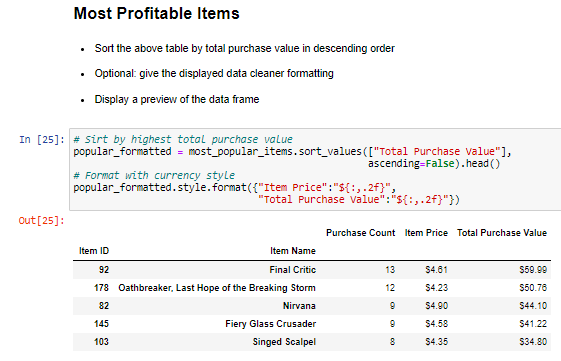 Most Profitable Items
• Sort the above table by total purchase value in descending order
• Optional: give the displayed data cleaner formatting
• Display a preview of the data frame
In [25]: # Sirt by highest total purchase value
popular_formatted = most_popular_items.sort_values(["Total Purchase Value"],
ascending=False).head()
# Format with currency style
popular_formatted.style.format({"Item Price":"${:,.2f}",
"Total Purchase Value":"${:,.2f}"})
Out[25]:
Purchase Count Item Price Total Purchase Value
Item ID Item Name
92 Final Critic 13 $4.61 $59.99
178 Oathbreaker, Last Hope of the Breaking Storm 12 $4.23 $50.76
82 Nirvana 9 $4.90 $44.10
145 Fiery Glass Crusader 9 $4.58 $41.22
103 Singed Scalpel 8 $4.35 $34.80